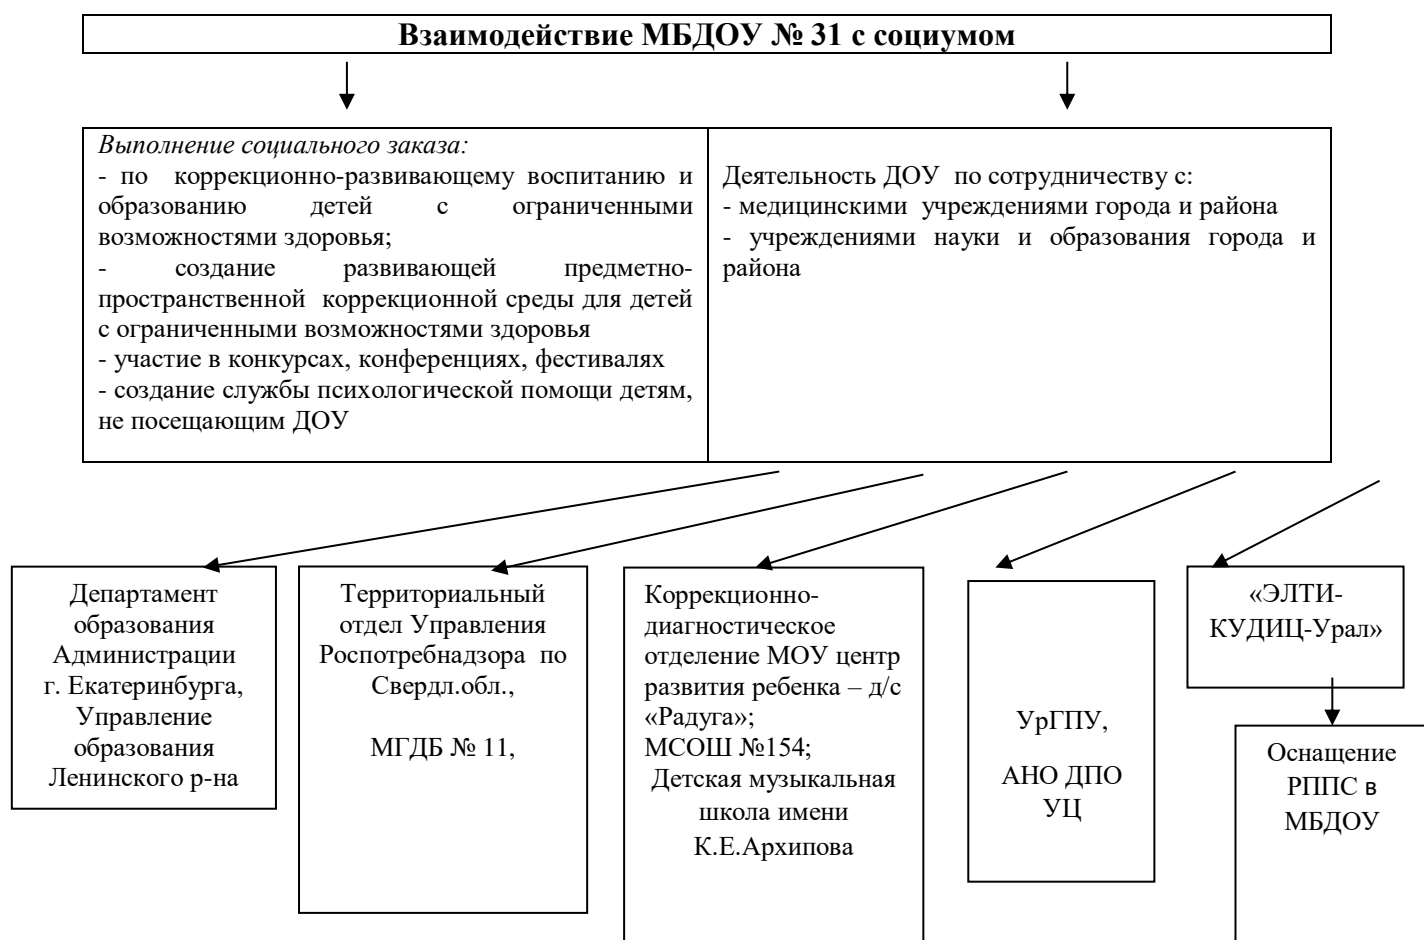 Взаимодействие МБДОУ № 31 с социумом
Выполнение социального заказа:
- по коррекционно-развивающему воспитанию и
образованию детей с ограниченными
возможностями здоровья;
- создание развивающей предметно-
пространственной коррекционной среды для детей
с ограниченными возможностями здоровья
- участие в конкурсах, конференциях, фестивалях
- создание службы психологической помощи детям,
не посещающим ДОУ
Деятельность ДОУ по сотрудничеству с:
- медицинскими учреждениями города и района
- учреждениями науки и образования города и
района
Департамент
образования
Администрации
г. Екатеринбурга,
Управление
образования
Ленинского р-на
Территориальный
отдел Управления
Роспотребнадзора по
Свердл.обл.,
МГДБ № 11,
Коррекционно-
диагностическое
отделение МОУ центр
развития ребенка – д/с
«Радуга»;
МСОШ №154;
Детская музыкальная
школа имени
К.Е.Архипова
УрГПУ,
АНО ДПО
УЦ
«ЭЛТИ-
КУДИЦ-Урал»
Оснащение
РППС в
МБДОУ